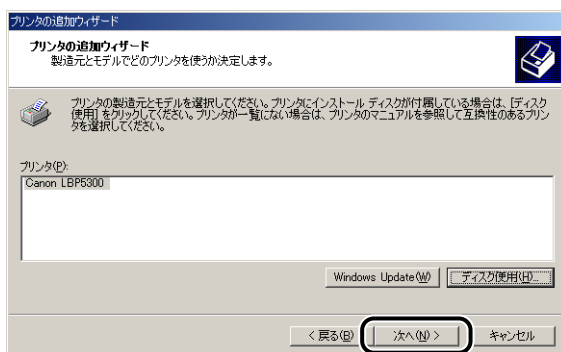 プリンタの追加ウィザード
プリンタの追加ウィザード
製造元とモデルでどのプリンタを使うか決定します。
プリンタの製造元とモデルを選択してください。プリンタにインストール ディスクが付属している場合は、[ディスク
使用] をクリックしてください。プリンタが一覧にない場合は、プリンタのマニュアルを参照して互換性のあるプリン
タを選択してください。
プリンタ(P):
Canon LBP5300
Windows Update(W)
ディスク使用(H)...
< 戻る(B)
次へ(N) >
キャンセル